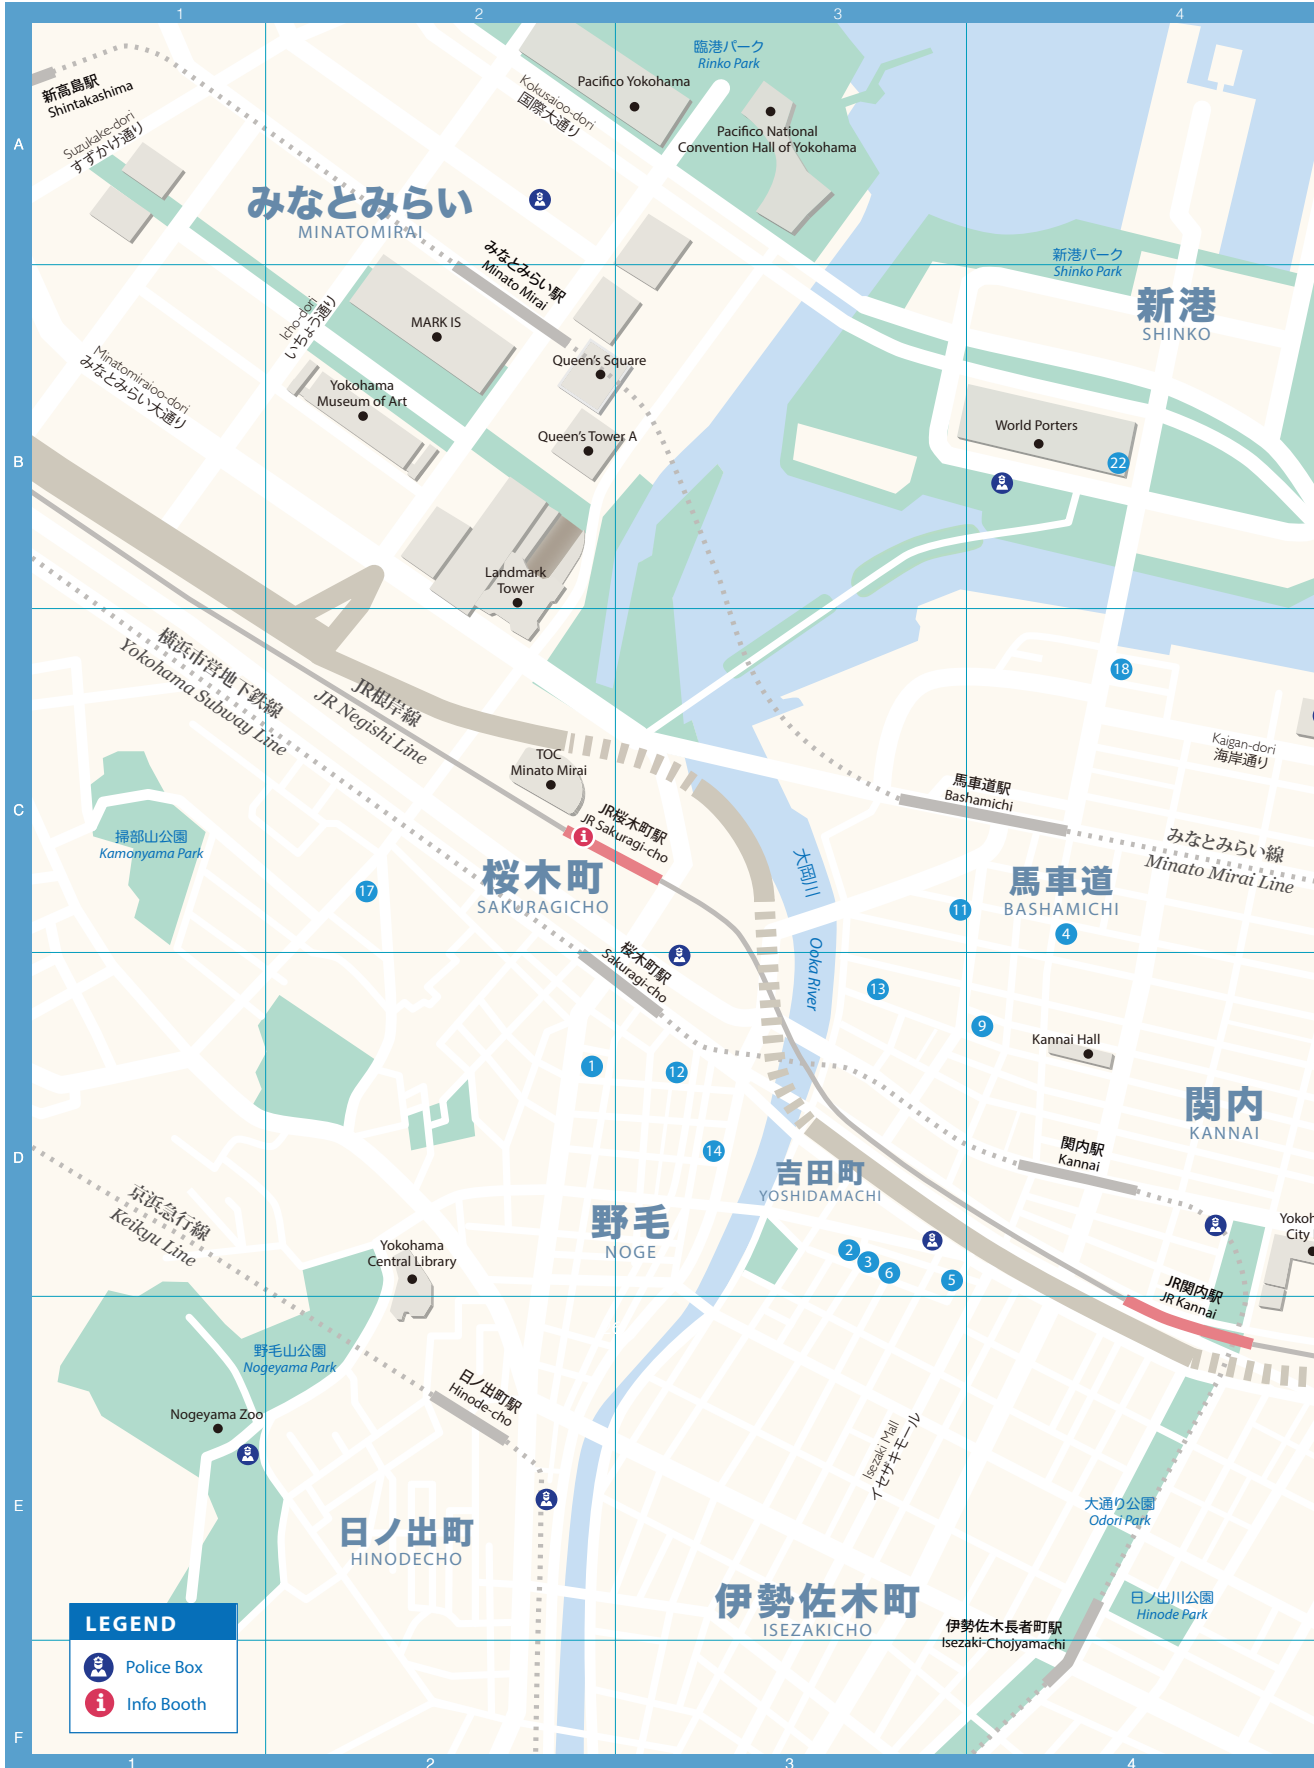 1
2
3
4
A
新高島駅
Shintakashima
Suzukake-dori
すずかけ通り
みなとみらい
MINATOMIRAI
Kokusaioo-dori
国際大通り
Pacifico Yokohama
臨港パーク
Rinko Park
Pacifico National
Convention Hall of Yokohama
みなとみらい駅
Minato Mirai
新港パーク
Shinko Park
新港
SHINKO
B
Minatomiraioo-dori
みなとみらい大通り
Icho-dori
いちょう通り
MARK IS
Yokohama
Museum of Art
Queen's Square
Queen's Tower A
World Porters
22
Landmark
Tower
C
横浜市営地下鉄線
Yokohama Subway Line
JR根岸線
JR Negishi Line
18
Kaigan-dori
海岸通り
TOC
Minato Mirai
馬車道駅
Bashamichi
JR桜木町駅
JR Sakuragi-cho
みなとみらい線
Minato Mirai Line
掃部山公園
Kamonyama Park
17
桜木町
SAKURAGICHO
大岡川
Ooka River
馬車道
BASHAMICHI
11
4
D
桜木町駅
Sakuragi-cho
13
9
Kannai Hall
1
12
関内
KANNAI
14
関内駅
Kannai
吉田町
YOSHIDAMACHI
京浜急行線
Keikyu Line
野毛
NOGE
Yokohama
Central Library
2
3
6
5
Yokoh
City
JR関内駅
JR Kannai
E
野毛山公園
Nogeyama Park
Nogeyama Zoo
日ノ出町駅
Hinode-cho
Isezaki Mall
イセザキモール
大通り公園
Odori Park
日ノ出町
HINODECHO
伊勢佐木町
ISEZAKICHO
日ノ出川公園
Hinode Park
伊勢佐木長者町駅
Isezaki-Chojyamachi
LEGEND
Police Box
Info Booth
F
1
2
3
4